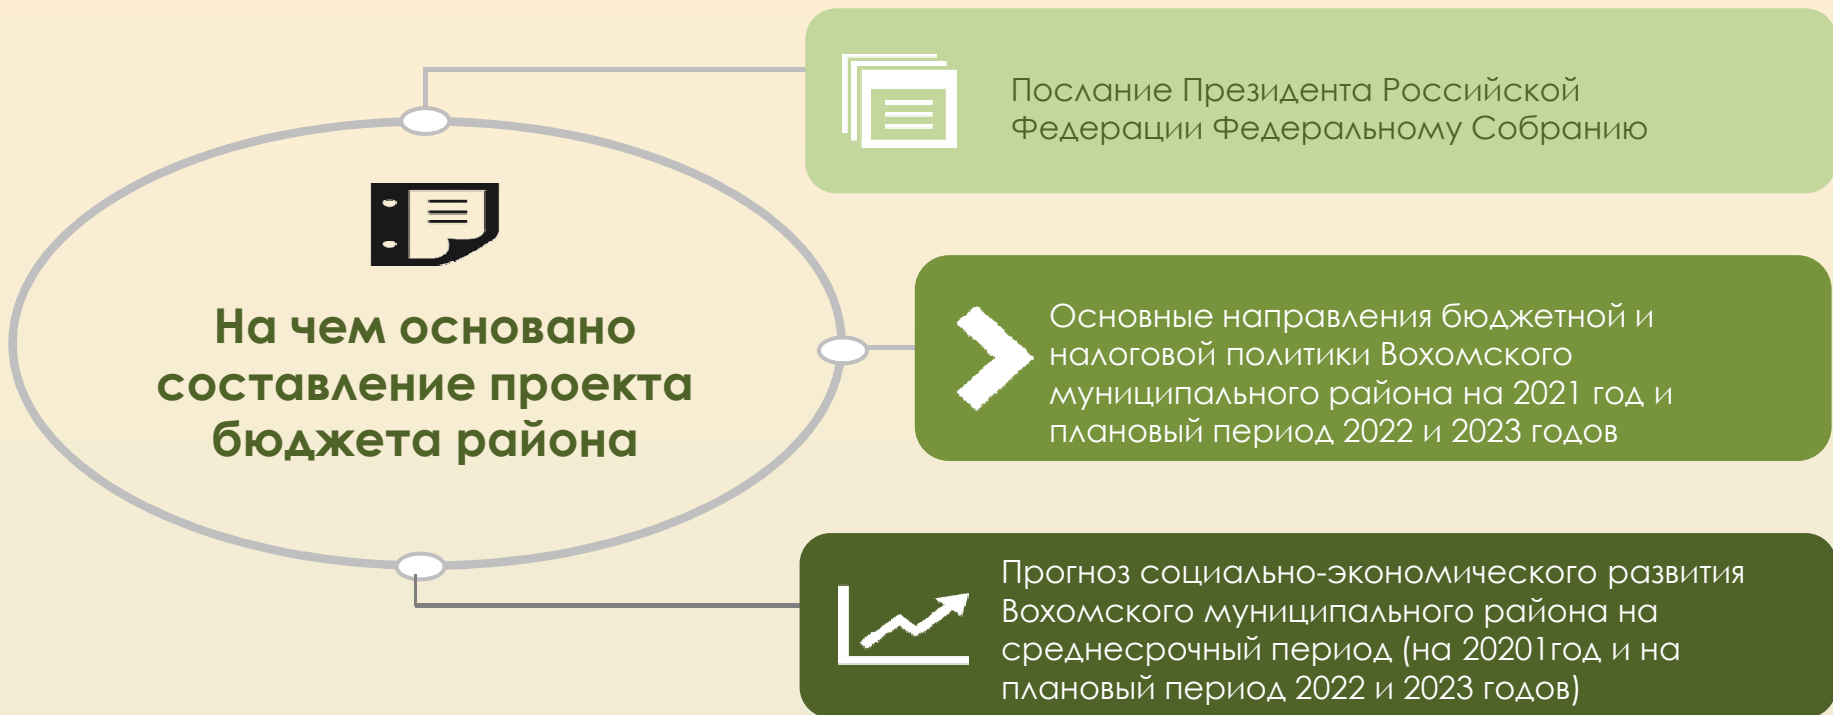 Послание Президента Российской
Федерации Федеральному Собранию
На чем основано
составление проекта
бюджета района
Основные направления бюджетной и
налоговой политики Вохомского
муниципального района на 2021 год и
плановый период 2022 и 2023 годов
Прогноз социально-экономического развития
Вохомского муниципального района на
среднесрочный период (на 20201год и на
плановый период 2022 и 2023 годов)